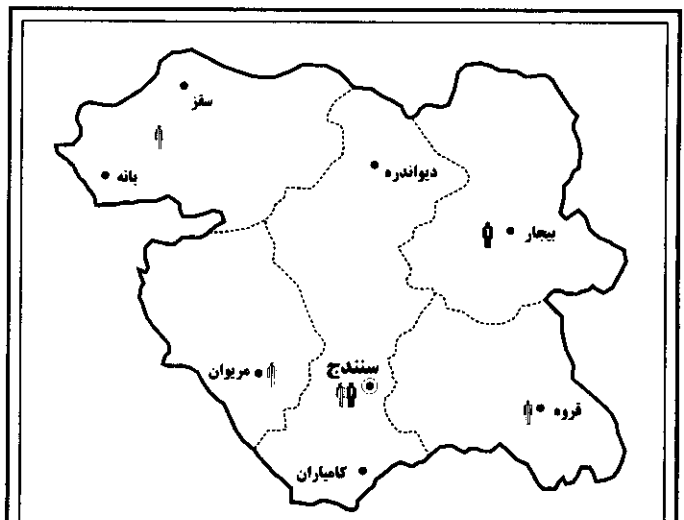 سقز
بانه
دیواندره
بیجار
مریوان
سنندج
قروه
کامیاران